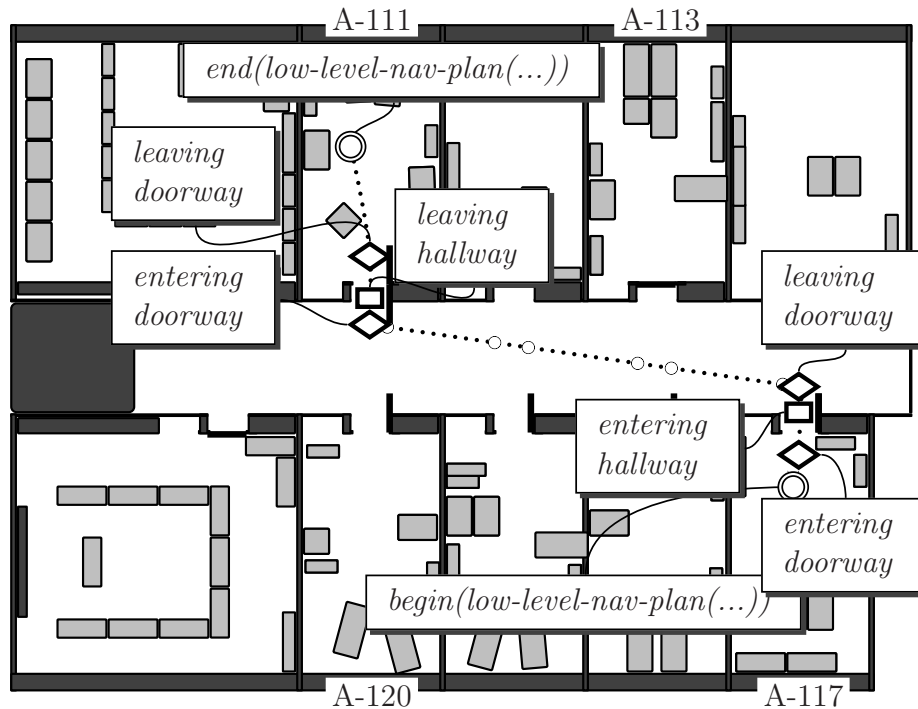 A-111
A-113
end(low-level-nav-plan(...))
leaving
doorway
leaving
hallway
entering
doorway
leaving
doorway
entering
hallway
entering
doorway
begin(low-level-nav-plan(...))
A-120
A-117